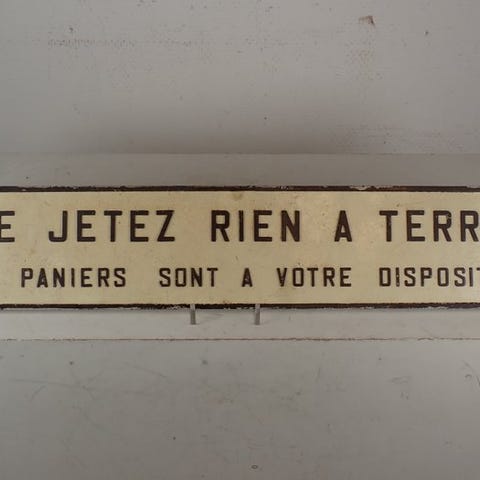 E JETEZ RIEN A TERR
PANIERS SONT A VOTRE DISPOSIT